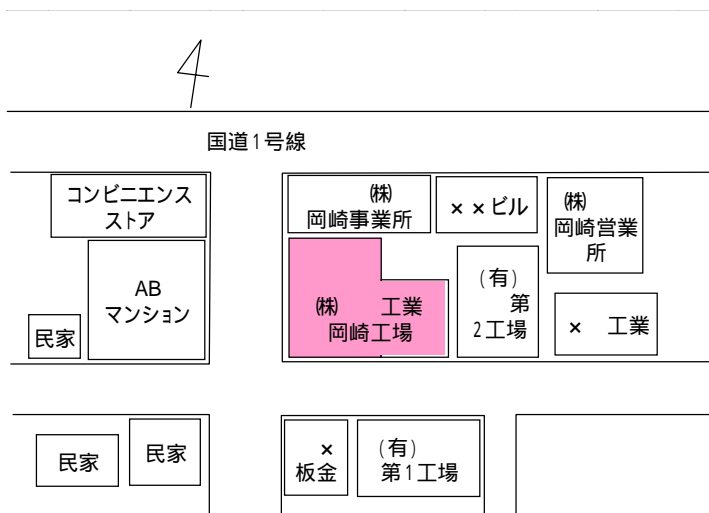 国道1号線
コンビニエンス
ストア
㈱
岡崎事業所
××ビル
㈱
岡崎営業
所
AB
マンション
民家
㈱ 工業
岡崎工場
(有)
第
2工場
× 工業
民家
民家
×
板金
(有)
第1工場